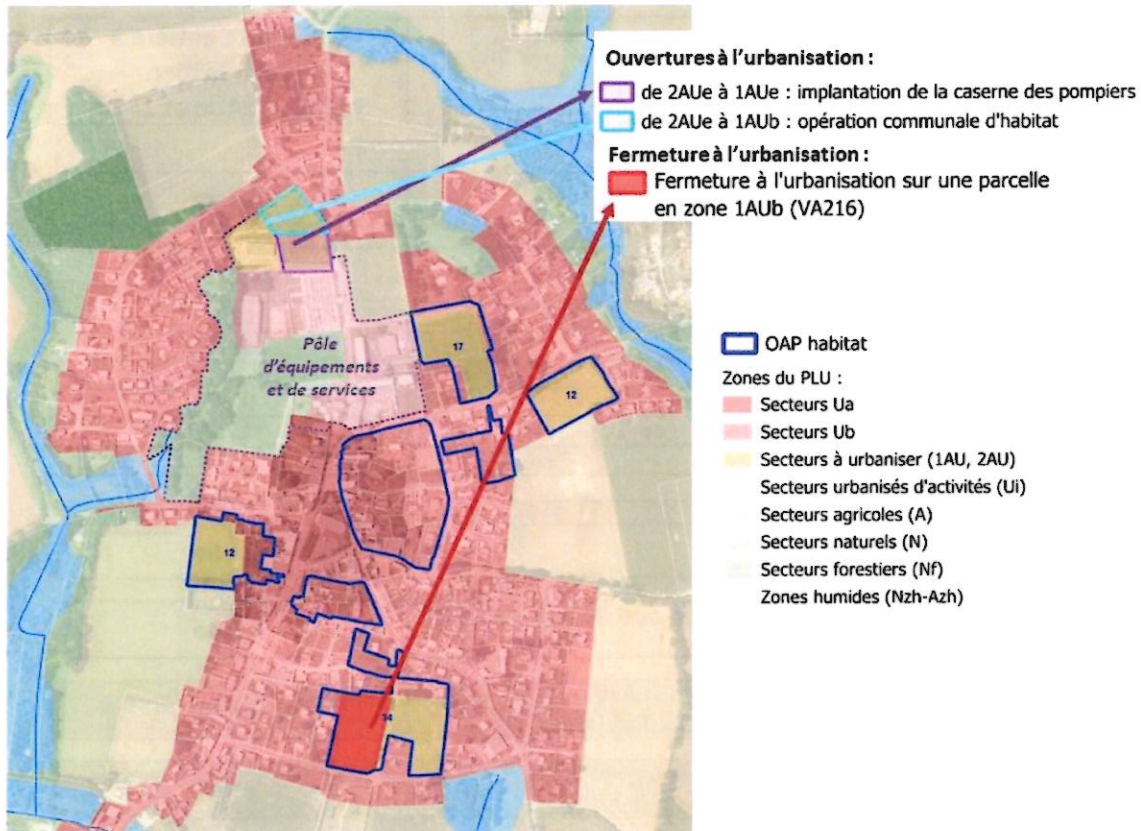 Ouvertures à l'urbanisation :
de 2AUe à 1AUe : implantation de la caserne des pompiers
de 2AUe à 1AUb : opération communale d'habitat
Fermeture à l'urbanisation :
Fermeture à l'urbanisation sur une parcelle
en zone 1AUb (VA216)
Pôle
d'équipements
et de services
17
12
12
14
OAP habitat
Zones du PLU :
Secteurs Ua
Secteurs Ub
Secteurs à urbaniser (1AU, 2AU)
Secteurs urbanisés d'activités (Ui)
Secteurs agricoles (A)
Secteurs naturels (N)
Secteurs forestiers (Nf)
Zones humides (Nzh-Azh)